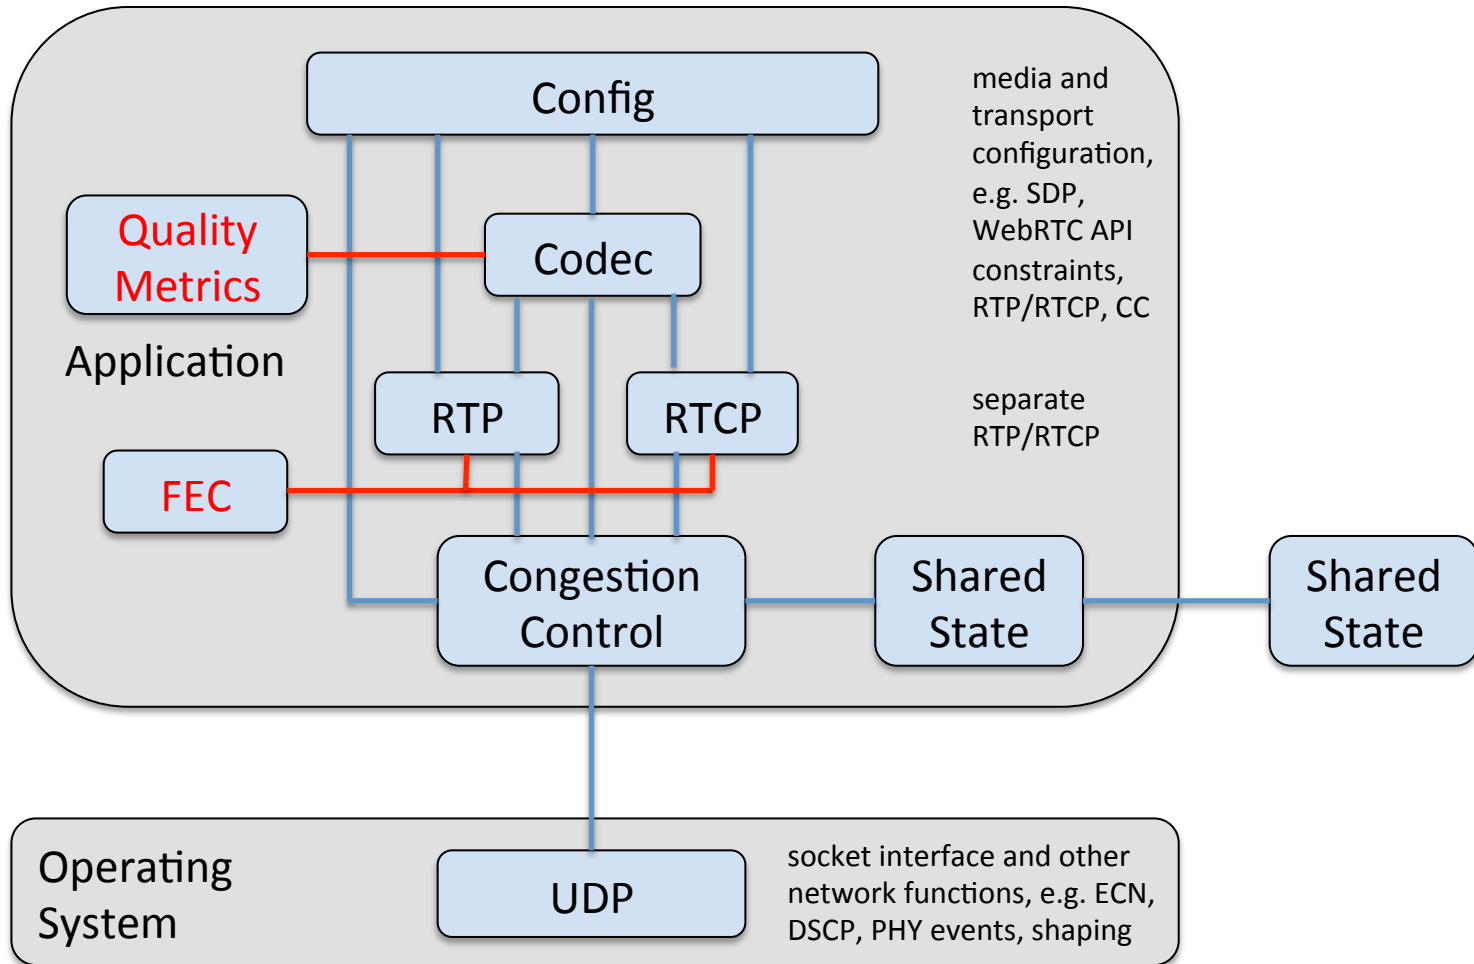 Config
media and
transport
configuration,
e.g. SDP,
WebRTC API
constraints,
RTP/RTCP, CC
Quality
Metrics
Codec
Application
RTP
RTCP
separate
RTP/RTCP
FEC
Congestion
Control
Shared
State
Shared
State
Operating
System
UDP
socket interface and other
network functions, e.g. ECN,
DSCP, PHY events, shaping